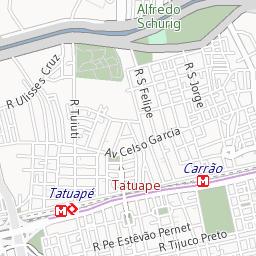 Alfredo
Schurig
R Ulisses Cruz
R S Felipe
R S Jorge
R Tuiuti
Av Celso Garcia
Carrão
M
Tatuapé
Tatuape
M
R Pe Estêvão Pernet
R Tijuco Preto